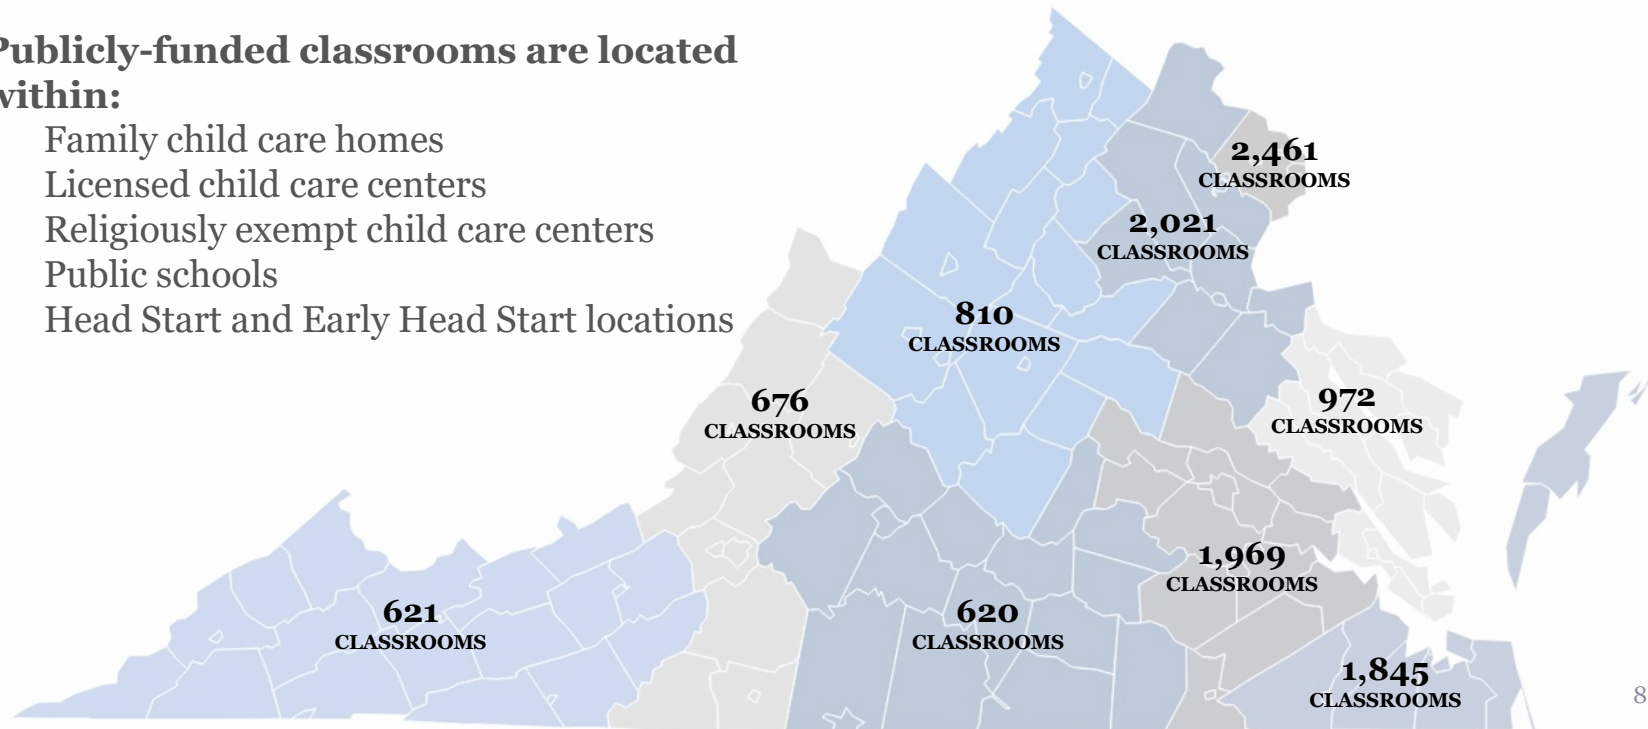 Publicly-funded classrooms are located
within:
Family child care homes
Licensed child care centers
Religiously exempt child care centers
Public schools
Head Start and Early Head Start locations
2,461
CLASSROOMS
2,021
CLASSROOMS
810
CLASSROOMS
676
CLASSROOMS
972
CLASSROOMS
1,969
CLASSROOMS
621
CLASSROOMS
620
CLASSROOMS
1,845
CLASSROOMS
8